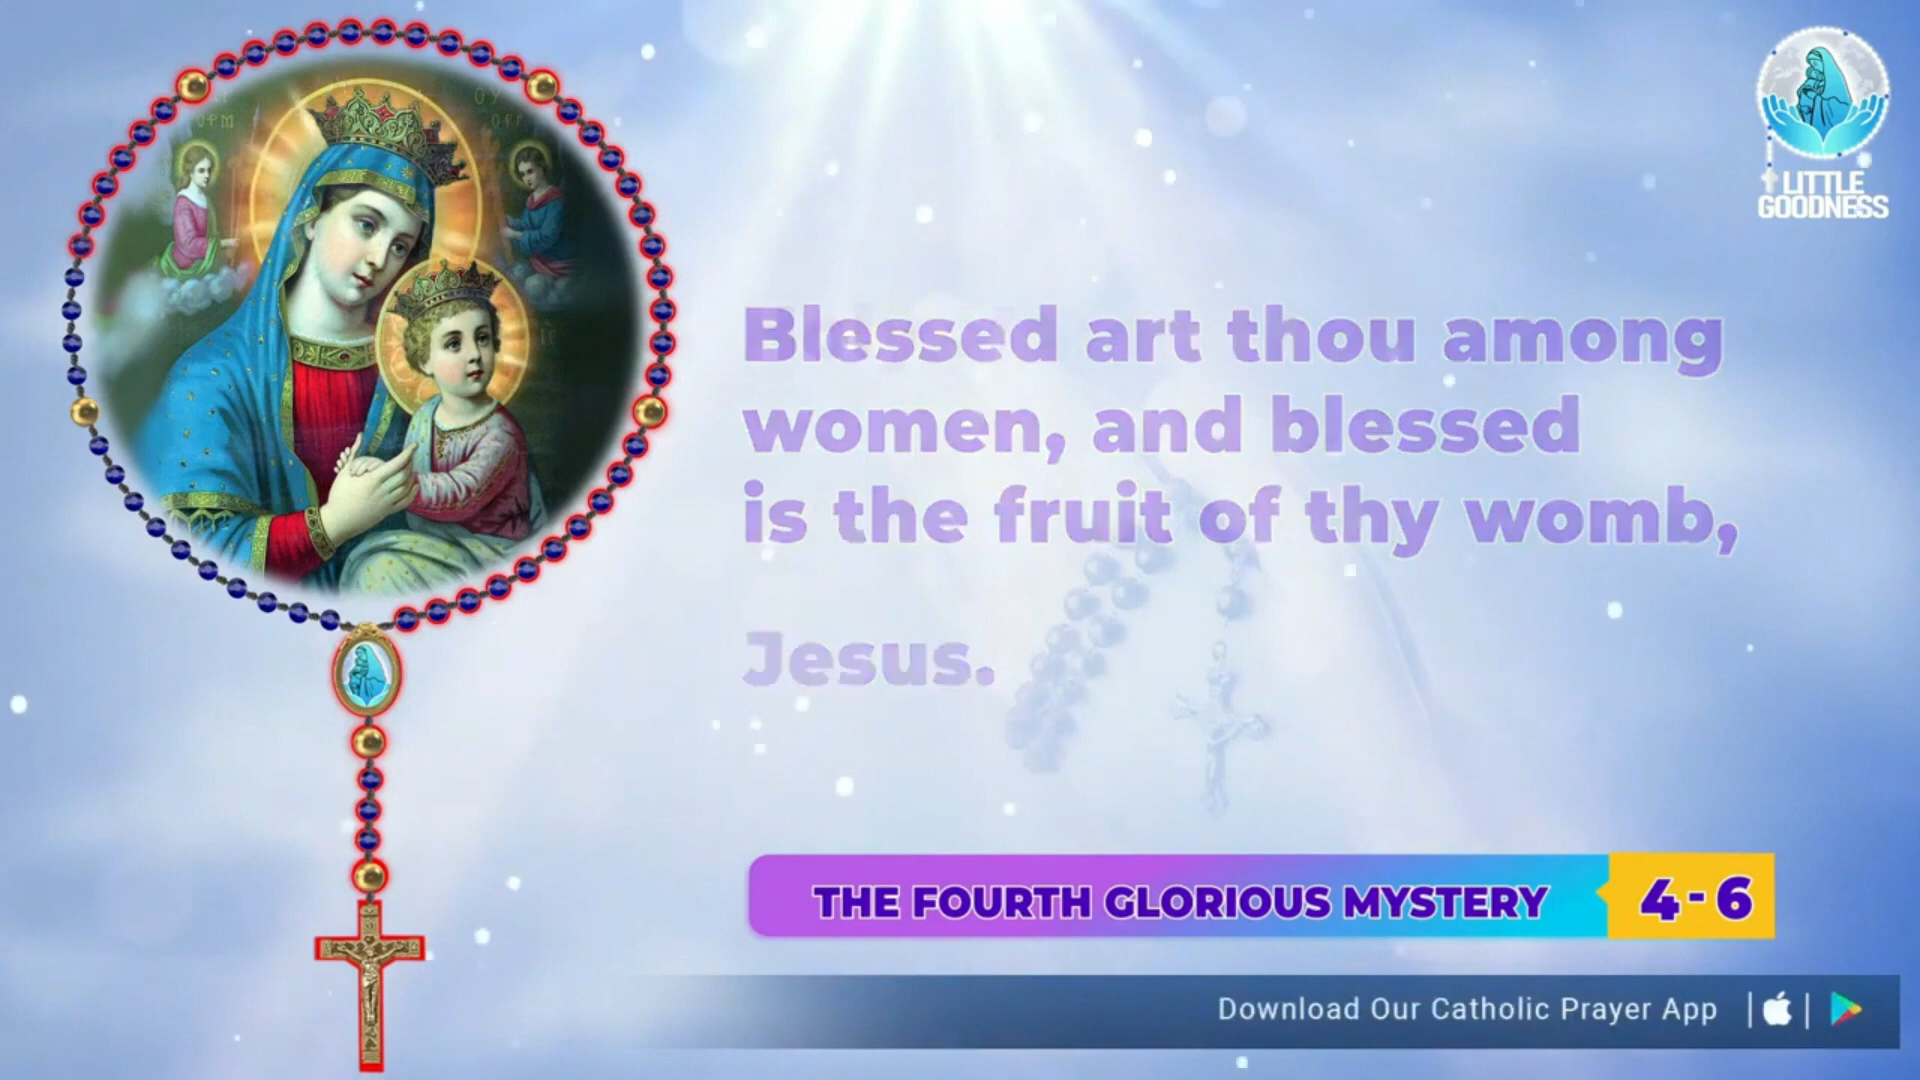 LITTLE
GOODNESS
Blessed art thou among
women, and blessed
is the fruit of thy womb,
Jesus.
THE FOURTH GLORIOUS MYSTERY 4-6
Download Our Catholic Prayer App